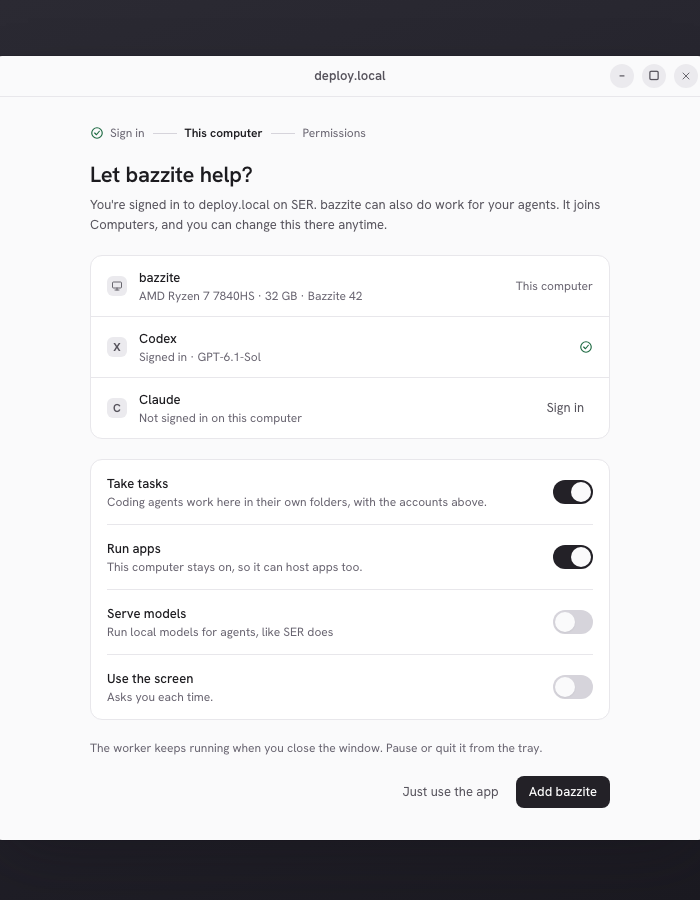 deploy.local
Sign in
This computer
Permissions
Let bazzite help?
You're signed in to deploy.local on SER. bazzite can also do work for your agents. It joins
Computers, and you can change this there anytime.
bazzite
AMD Ryzen 7 7840HS · 32 GB · Bazzite 42
This computer
X
Codex
Signed in · GPT-6.1-Sol
C
Claude
Not signed in on this computer
Sign in
Take tasks
Coding agents work here in their own folders, with the accounts above.
Run apps
This computer stays on, so it can host apps too.
Serve models
Run local models for agents, like SER does
Use the screen
Asks you each time.
The worker keeps running when you close the window. Pause or quit it from the tray.
Just use the app
Add bazzite